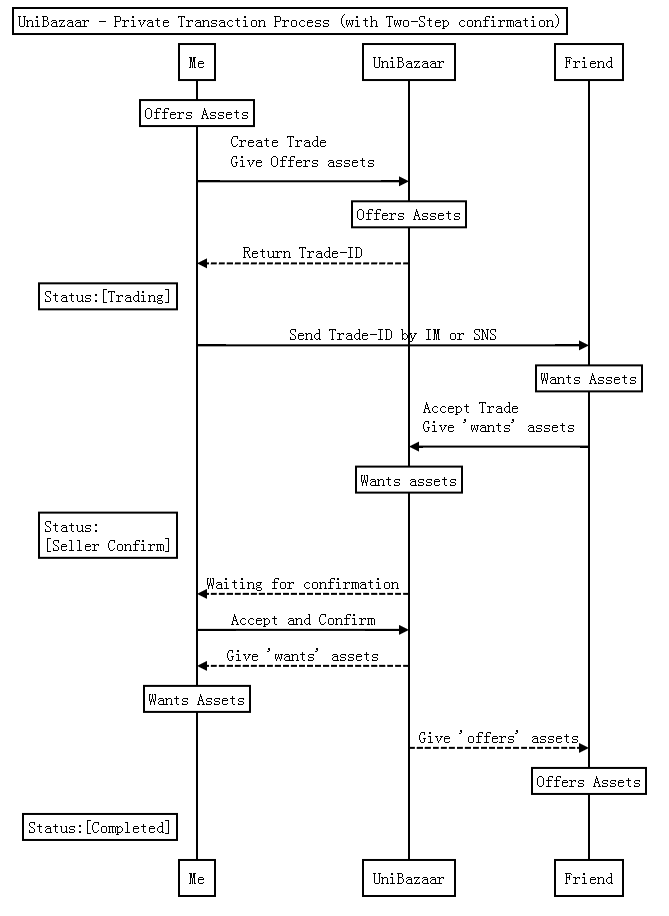 UniBazaar - Private Transaction Process (with Two-Step confirmation)
Me
UniBazaar
Friend
Offers Assets
Create Trade
Give Offers assets
Offers Assets
Return Trade-ID
Status:[Trading]
Send Trade-ID by IM or SNS
Wants Assets
Accept Trade
Give 'wants' assets
Wants assets
Status:
[Seller Confirm]
Waiting for confirmation
Accept and Confirm
Give 'wants' assets
Wants Assets
Give 'offers' assets
Offers Assets
Status:[Completed]
Me
UniBazaar
Friend